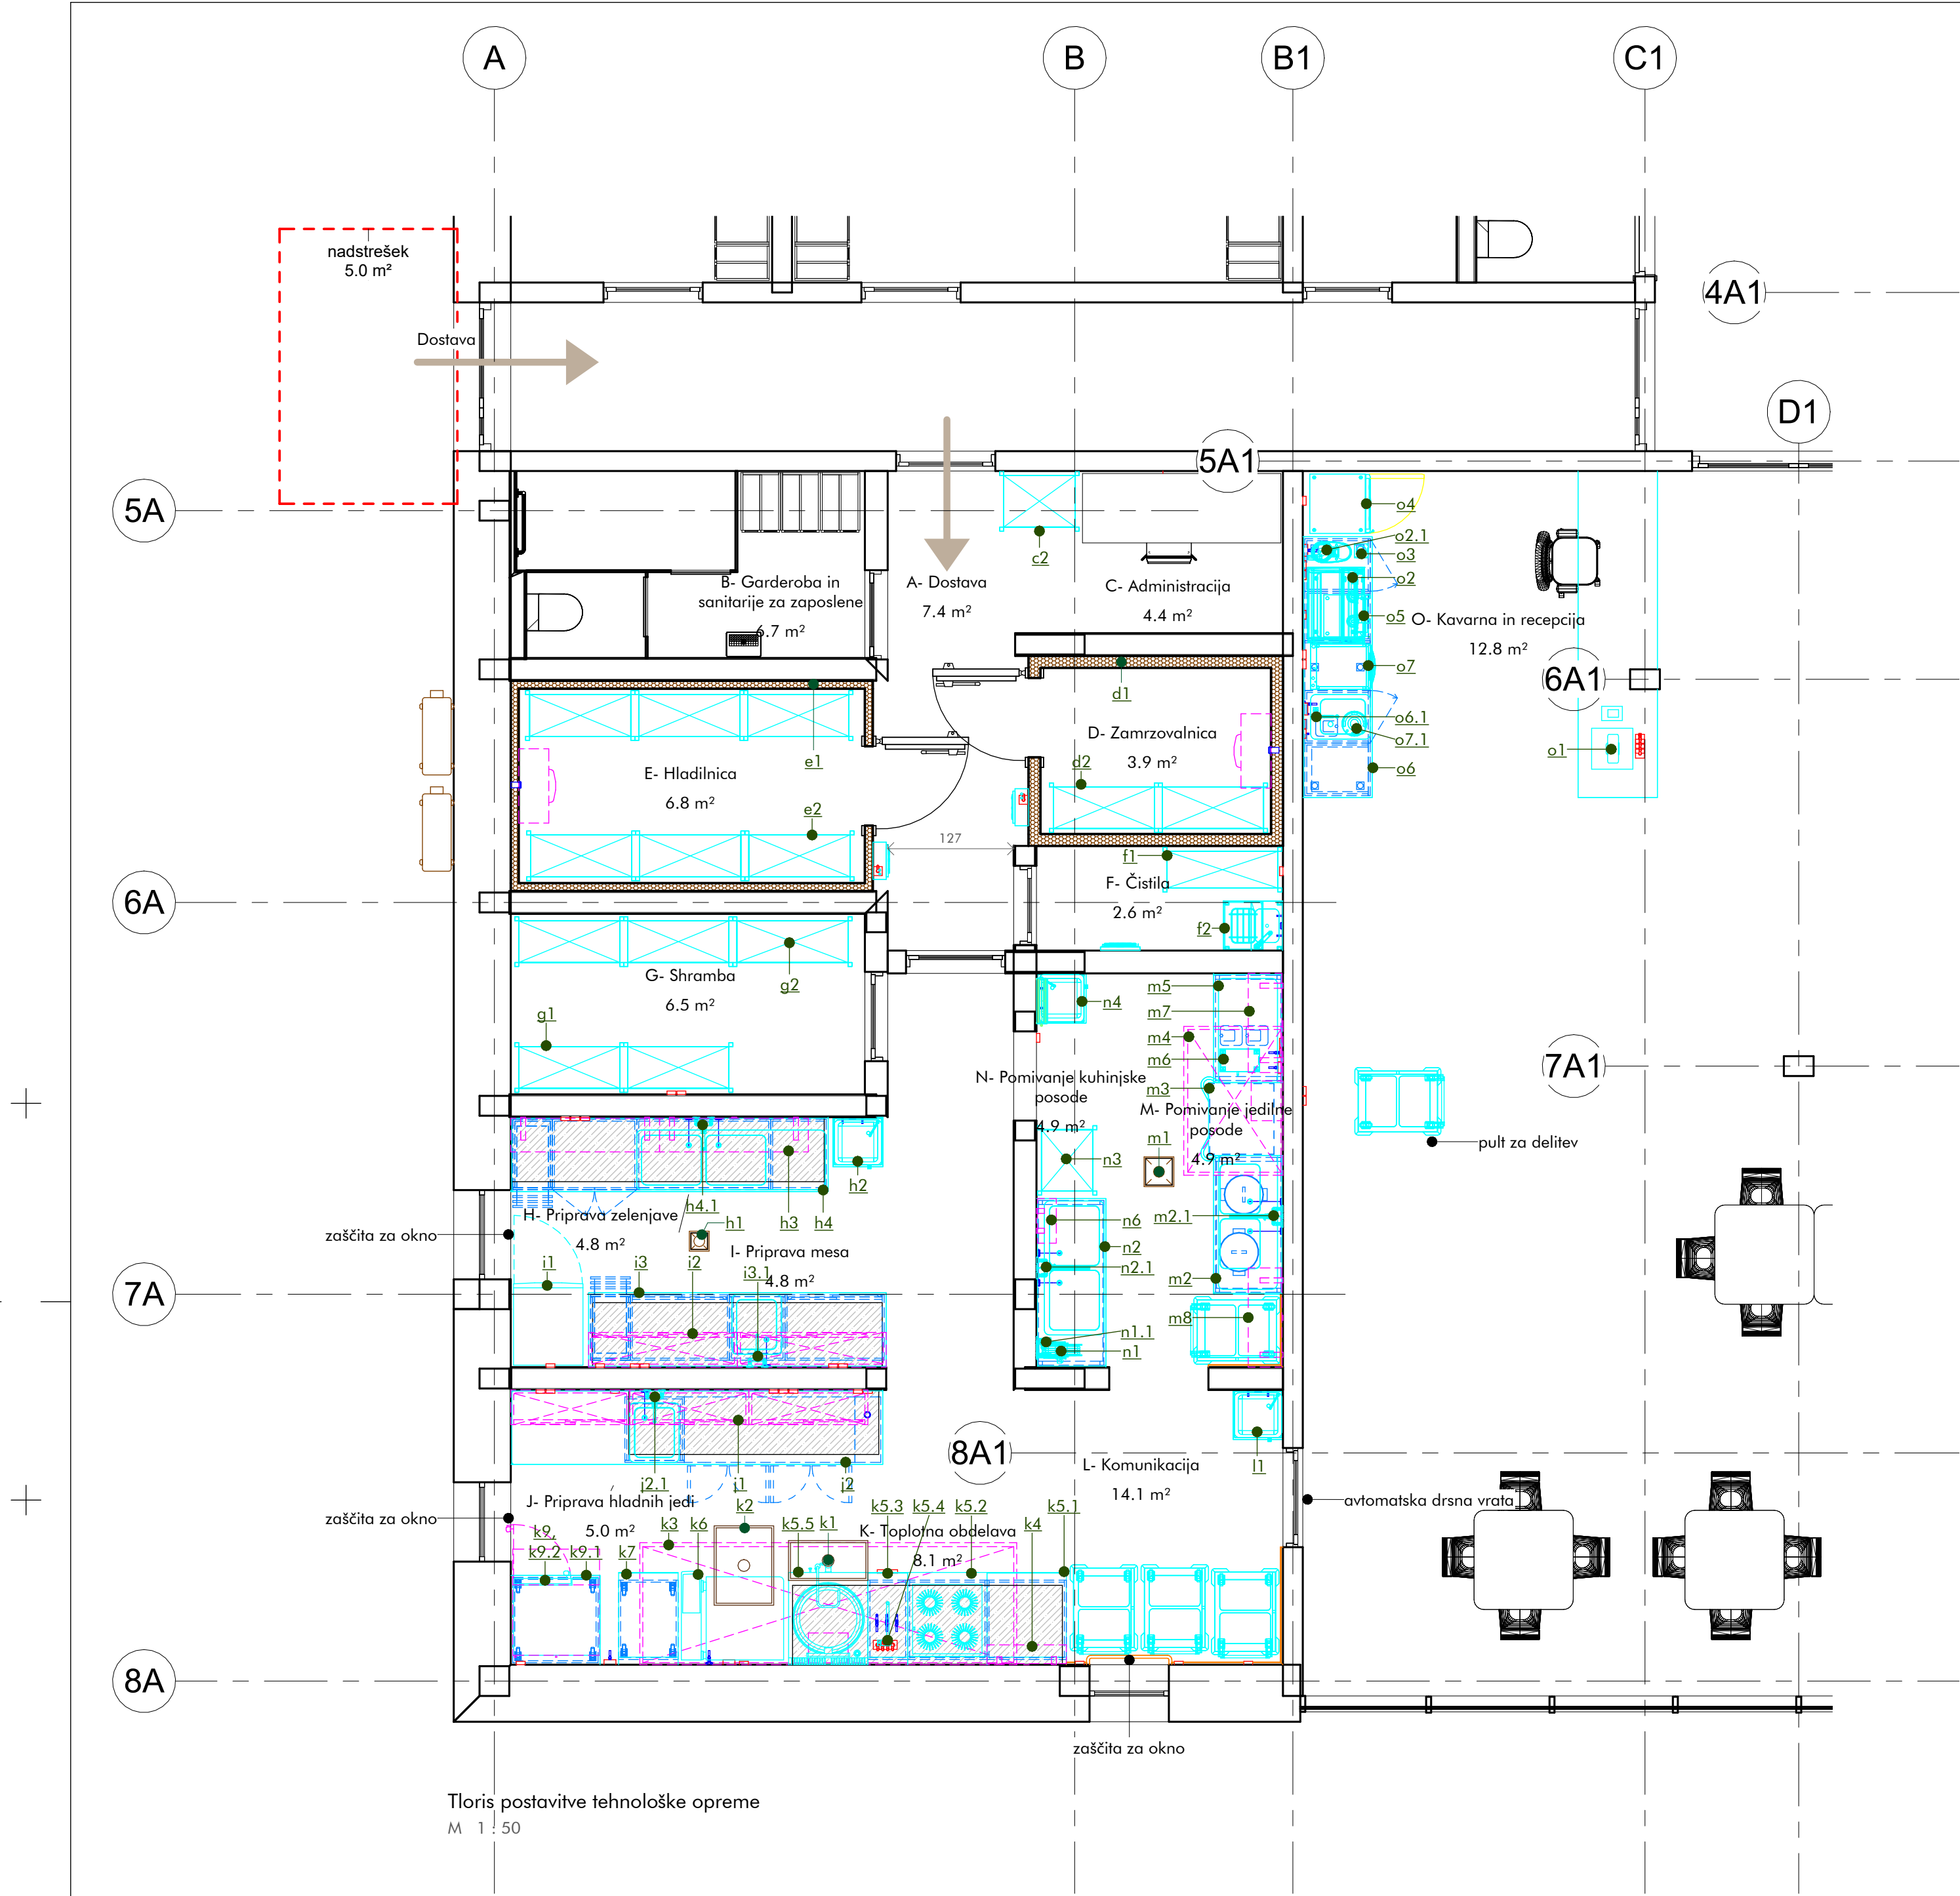 A
B
B1
C1
nadstrešek
5.0 m²
4A1
Dostava
D1
5A1
5A
o4
c2
o2.1
o3
B- Garderoba in
sanitarije za zaposlene
6.7 m²
A- Dostava
7.4 m²
C- Administracija
4.4 m²
o2
o5
O- Kavarna in recepcija
12.8 m²
o7
6A1
d1
o6.1
o7.1
D- Zamrzovalnica
3.9 m²
e1
d2
o1
o6
E- Hladilnica
6.8 m²
e2
127
f1
F- Čistila
2.6 m²
6A
f2
G- Shramba
6.5 m²
g2
g1
n4
m5
m7
m4
m6
m3
7A1
N- Pomivanje kuhinjske
posode
4.9 m²
M- Pomivanje jedilne
posode
4.9 m²
m1
n3
pult za delitev
h2
h4.1
h3
h4
H- Priprava zelenjave
4.8 m²
h1
zaščita za okno
n6
m2.1
n2
n2.1
I- Priprava mesa
4.8 m²
i1
i3
i2
i3.1
m2
7A
m8
n1.1
n1
8A1
L- Komunikacija
14.1 m²
l1
j2.1
j1
j2
J- Priprava hladnih jedi
5.0 m²
avtomatska drsna vrata
zaščita za okno
k2
k3
k6
k5.5
k1
k5.3
k5.4
k5.2
k5.1
k4
K- Toplotna obdelava
8.1 m²
k9,
k9.2
k9.1
k7
8A
zaščita za okno
Tloris postavitve tehnološke opreme
M 1 : 50